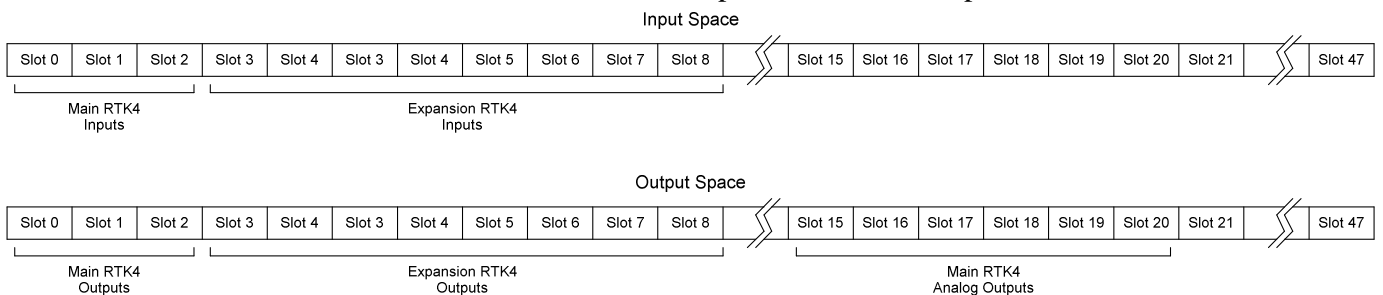 Input Space
Slot 0 Slot 1 Slot 2 Slot 3 Slot 4 Slot 3 Slot 4 Slot 5 Slot 6 Slot 7 Slot 8 Slot 15 Slot 16 Slot 17 Slot 18 Slot 19 Slot 20 Slot 21 Slot 47
Main RTK4
Inputs
Expansion RTK4
Inputs
Output Space
Slot 0 Slot 1 Slot 2 Slot 3 Slot 4 Slot 3 Slot 4 Slot 5 Slot 6 Slot 7 Slot 8 Slot 15 Slot 16 Slot 17 Slot 18 Slot 19 Slot 20 Slot 21 Slot 47
Main RTK4
Outputs
Expansion RTK4
Outputs
Main RTK4
Analog Outputs